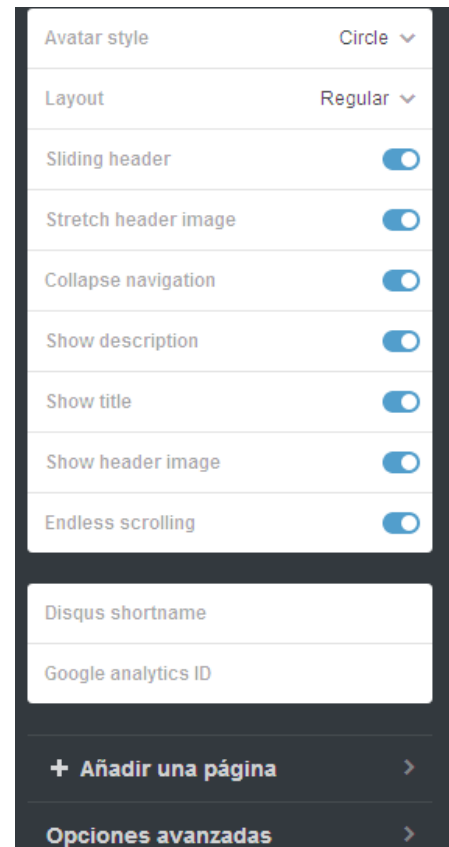 Avatar style Circle
Layout Regular
Sliding header
Stretch header image
Collapse navigation
Show description
Show title
Show header image
Endless scrolling
Disqus shortname
Google analytics ID
+ Añadir una página
Opciones avanzadas